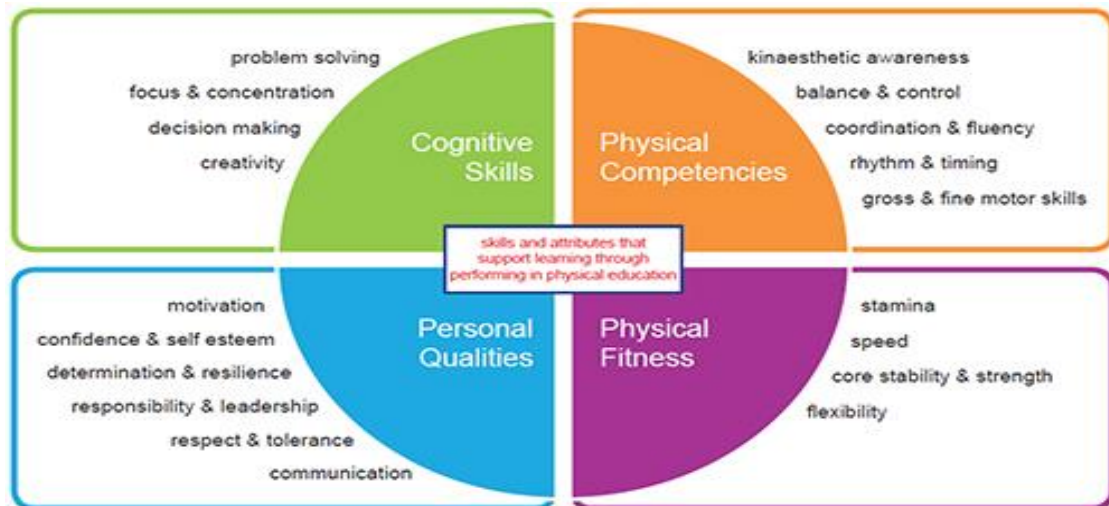 problem solving
focus & concentration
decision making
creativity
Cognitive
Skills
kinaesthetic awareness
balance & control
coordination & fluency
rhythm & timing
gross & fine motor skills
Physical
Competencies
skills and attributes that
support learning through
performing in physical education
motivation
confidence & self esteem
determination & resilience
responsibility & leadership
respect & tolerance
communication
Personal
Qualities
stamina
speed
core stability & strength
flexibility
Physical
Fitness